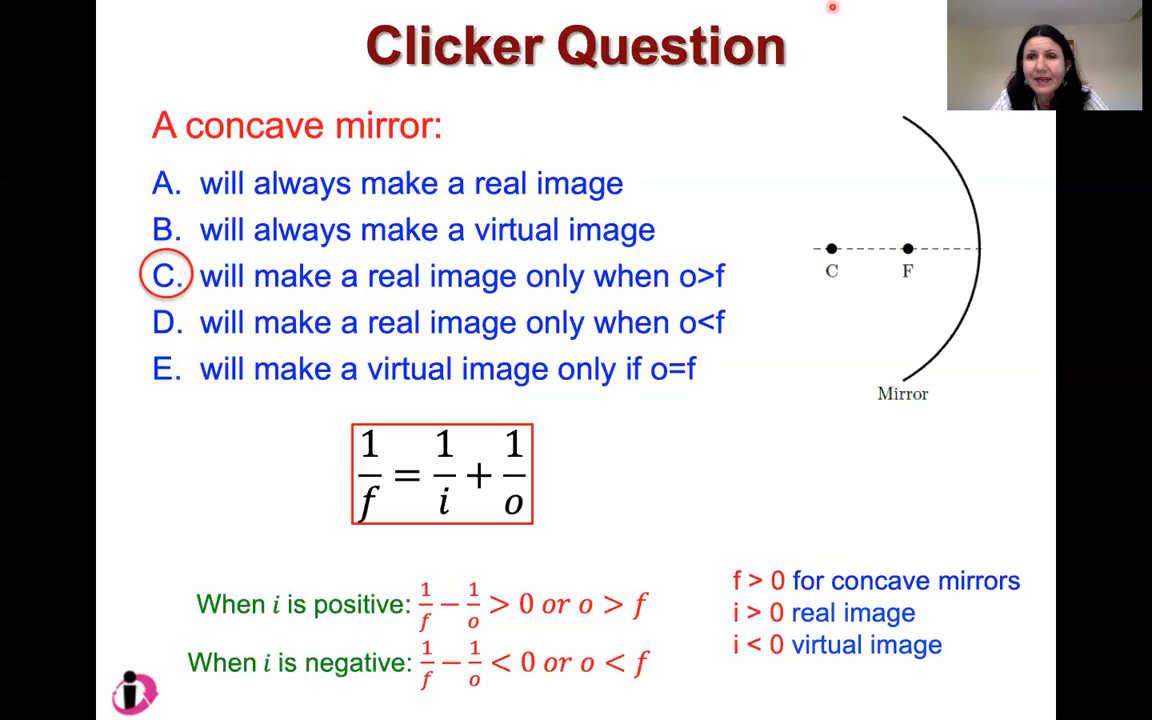 Clicker Question
A concave mirror:
A. will always make a real image
B. will always make a virtual image
C. will make a real image only when o>f
D. will make a real image only when o<f
E. will make a virtual image only if o=f
C F
Mirror
1/f = 1/i + 1/o
When i is positive: 1/f − 1/o > 0 or o > f
When i is negative: 1/f − 1/o < 0 or o < f
f > 0 for concave mirrors
i > 0 real image
i < 0 virtual image
i